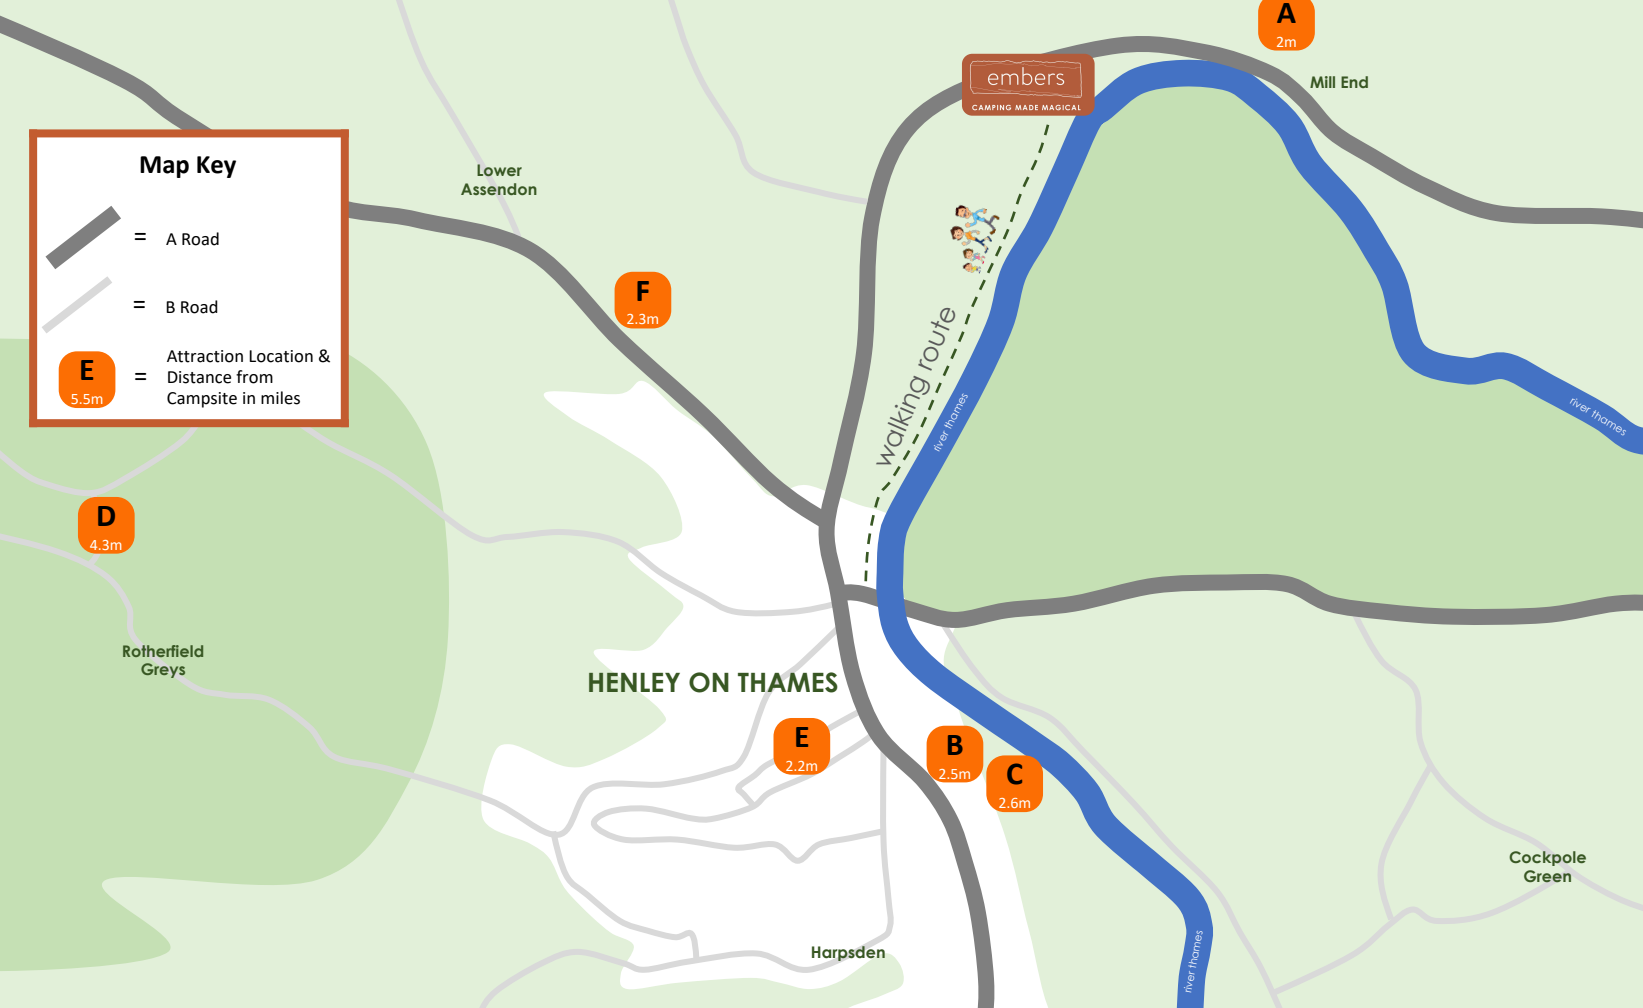 A
2m
embers
CAMPING MADE MAGICAL
Mill End
Map Key
= A Road
= B Road
E
5.5m
=
Attraction Location &
Distance from
Campsite in miles
Lower
Assendon
F
2.3m
walking route
river thames
river thames
D
4.3m
Rotherfield
Greys
HENLEY ON THAMES
E
2.2m
B
2.5m
C
2.6m
Cockpole
Green
Harpsden
river thames